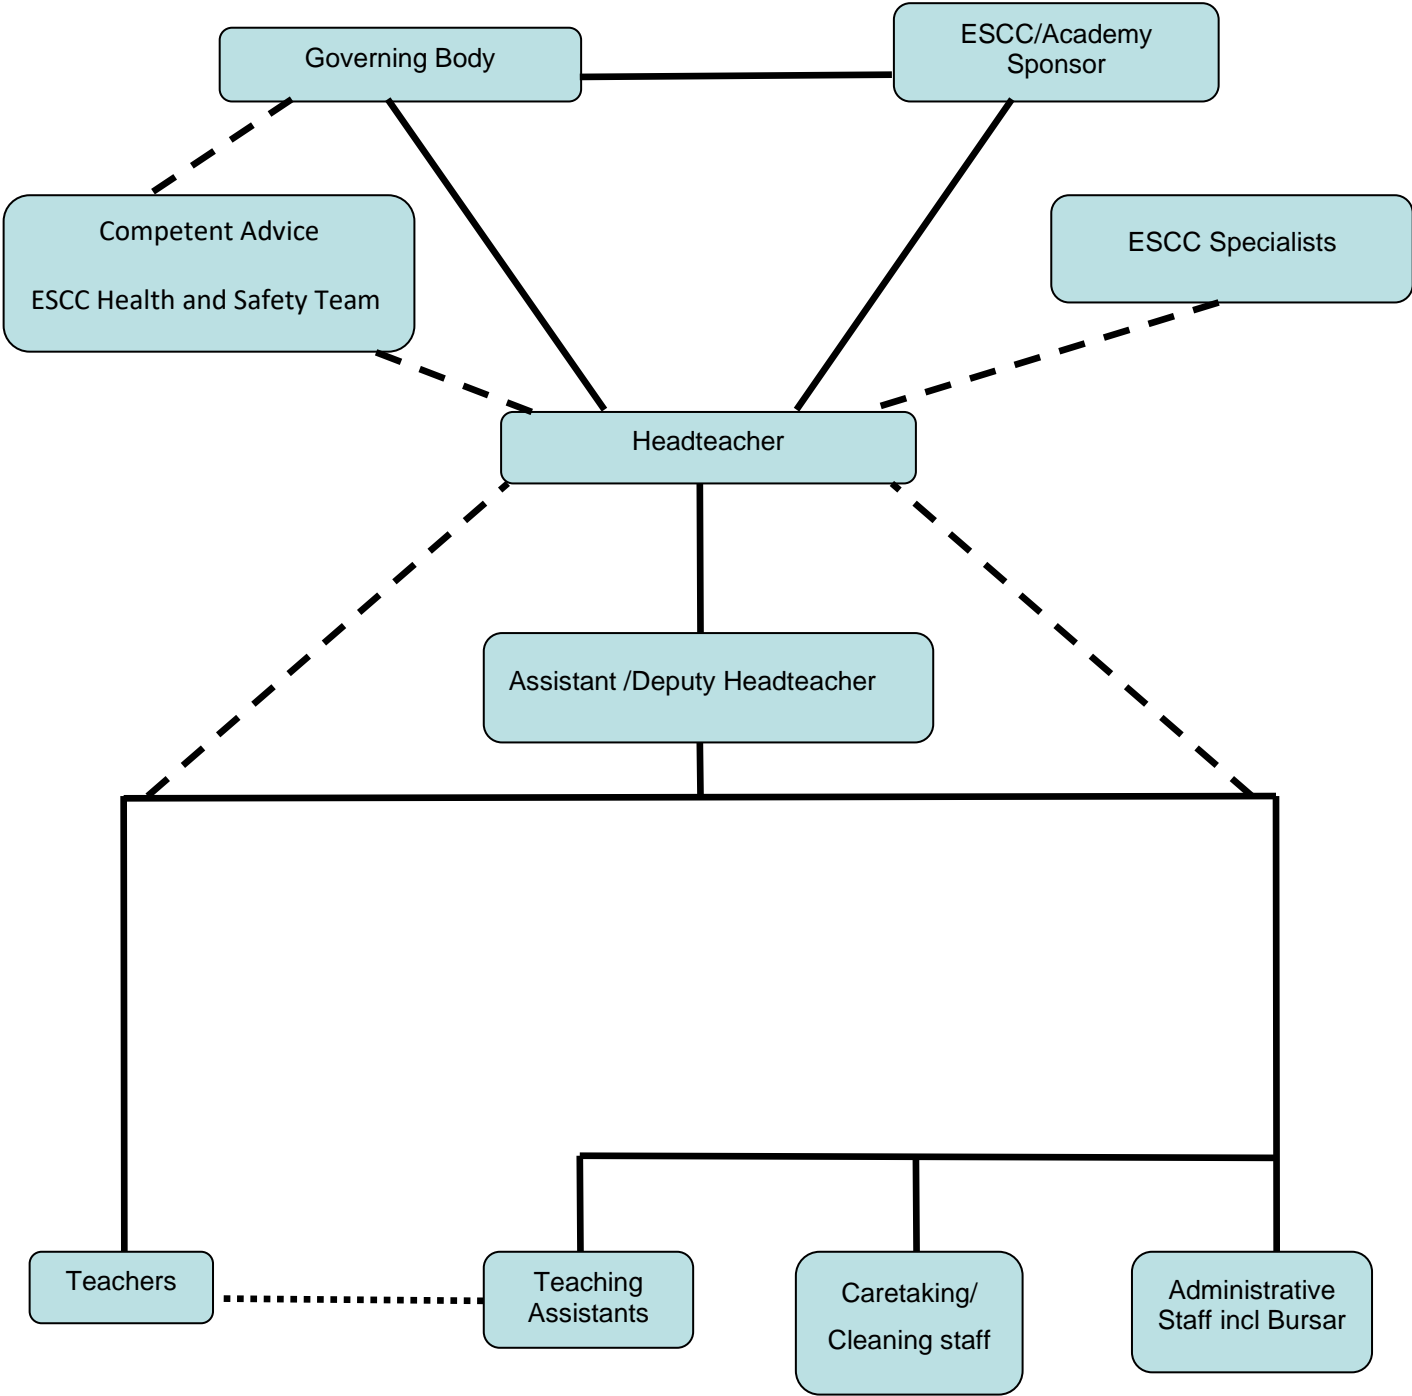 Governing Body
ESCC/Academy
Sponsor
Competent Advice
ESCC Health and Safety Team
ESCC Specialists
Headteacher
Assistant /Deputy Headteacher
Teachers
Teaching
Assistants
Caretaking/
Cleaning staff
Administrative
Staff incl Bursar